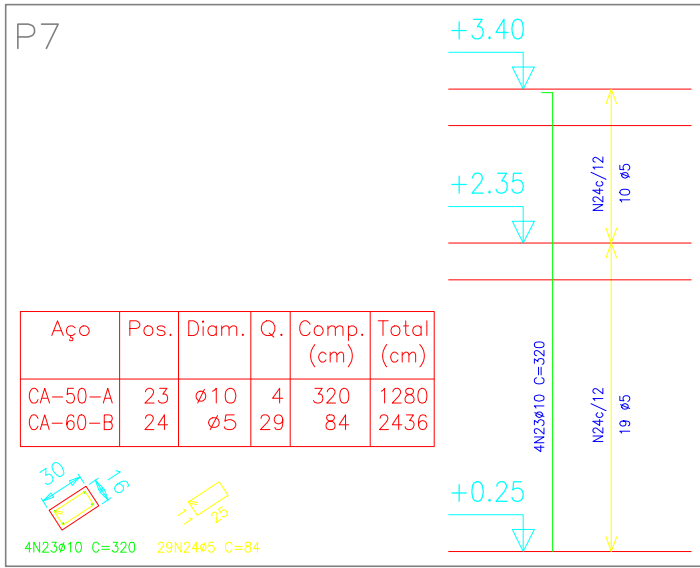 P7
+3.40
N24c/12
10 ø5
+2.35
Aço Pos. Diam. Q. Comp. (cm) Total (cm)
CA-50-A 23 ø10 4 320 1280
CA-60-B 24 ø5 29 84 2436
4N23ø10 C=320
N24c/12
19 ø5
30
16
11
25
+0.25
4N23ø10 C=320
29N24ø5 C=84